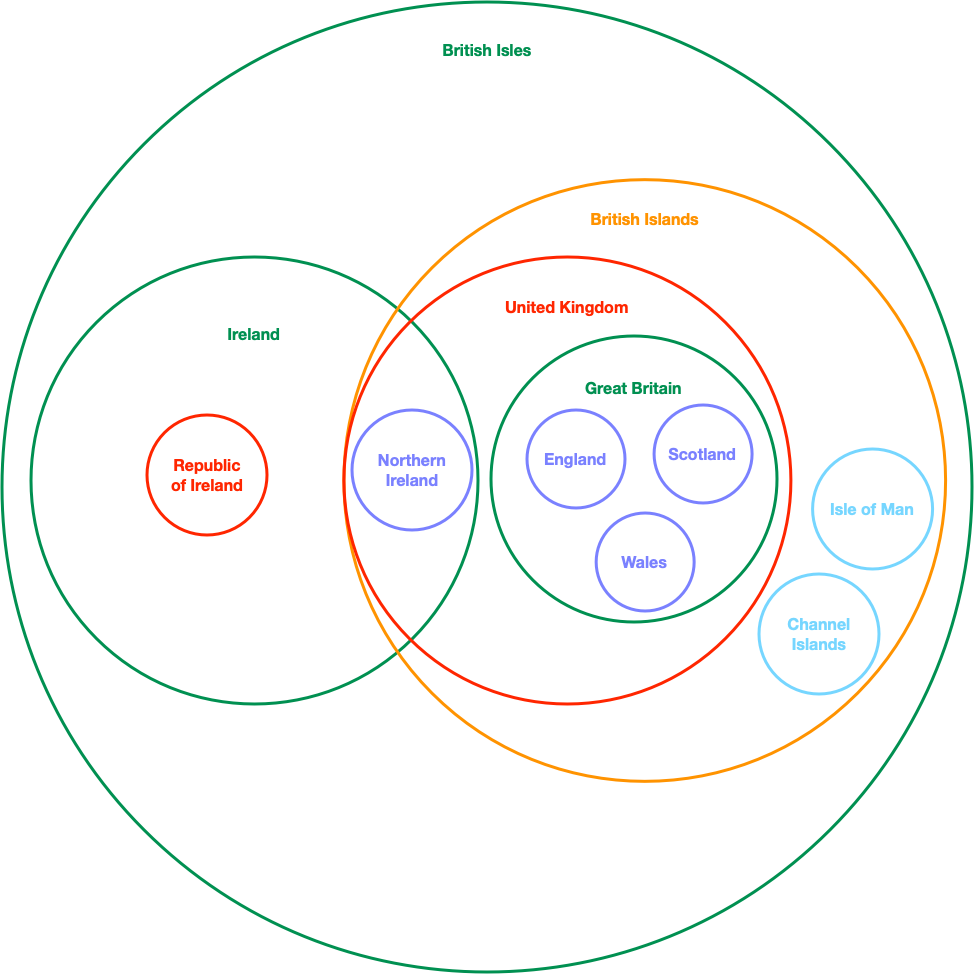 British Isles
British Islands
United Kingdom
Ireland
Great Britain
Republic
of Ireland
Northern
Ireland
England
Scotland
Wales
Isle of Man
Channel
Islands